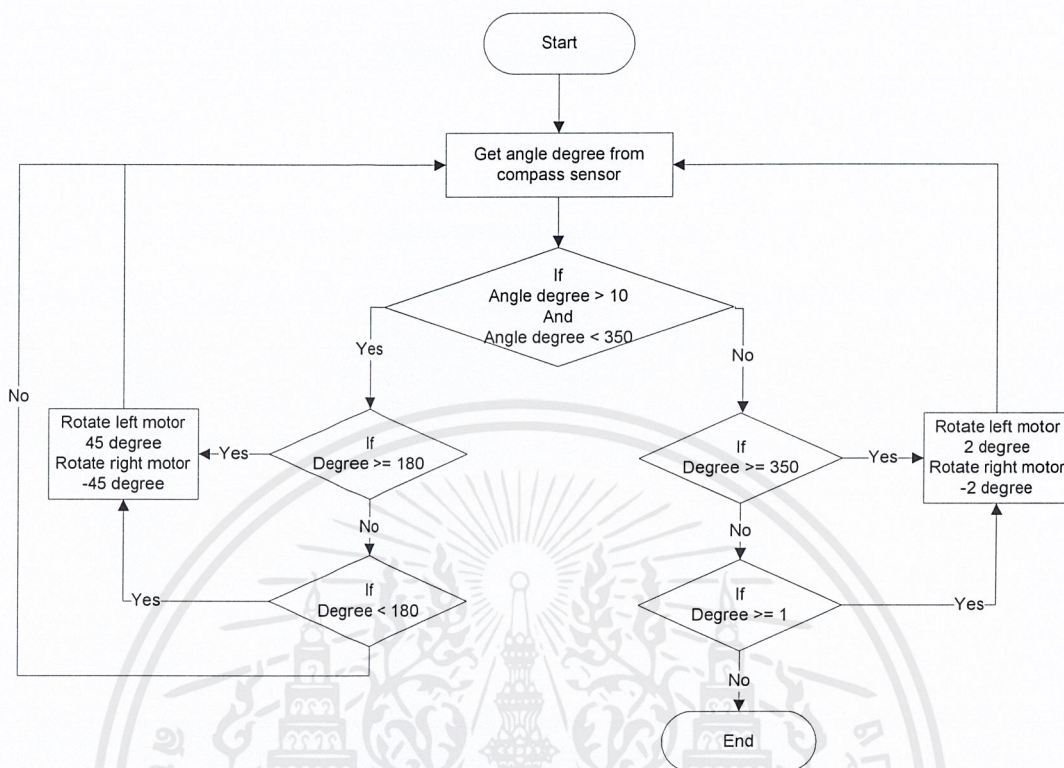 Start
Get angle degree from
compass sensor
If
Angle degree > 10
And
Angle degree < 350
Yes
No
No
Rotate left motor
45 degree
Rotate right motor
-45 degree
Yes
If
Degree >= 180
If
Degree >= 350
Yes
Rotate left motor
2 degree
Rotate right motor
-2 degree
No
No
Yes
If
Degree < 180
If
Degree >= 1
Yes
No
End